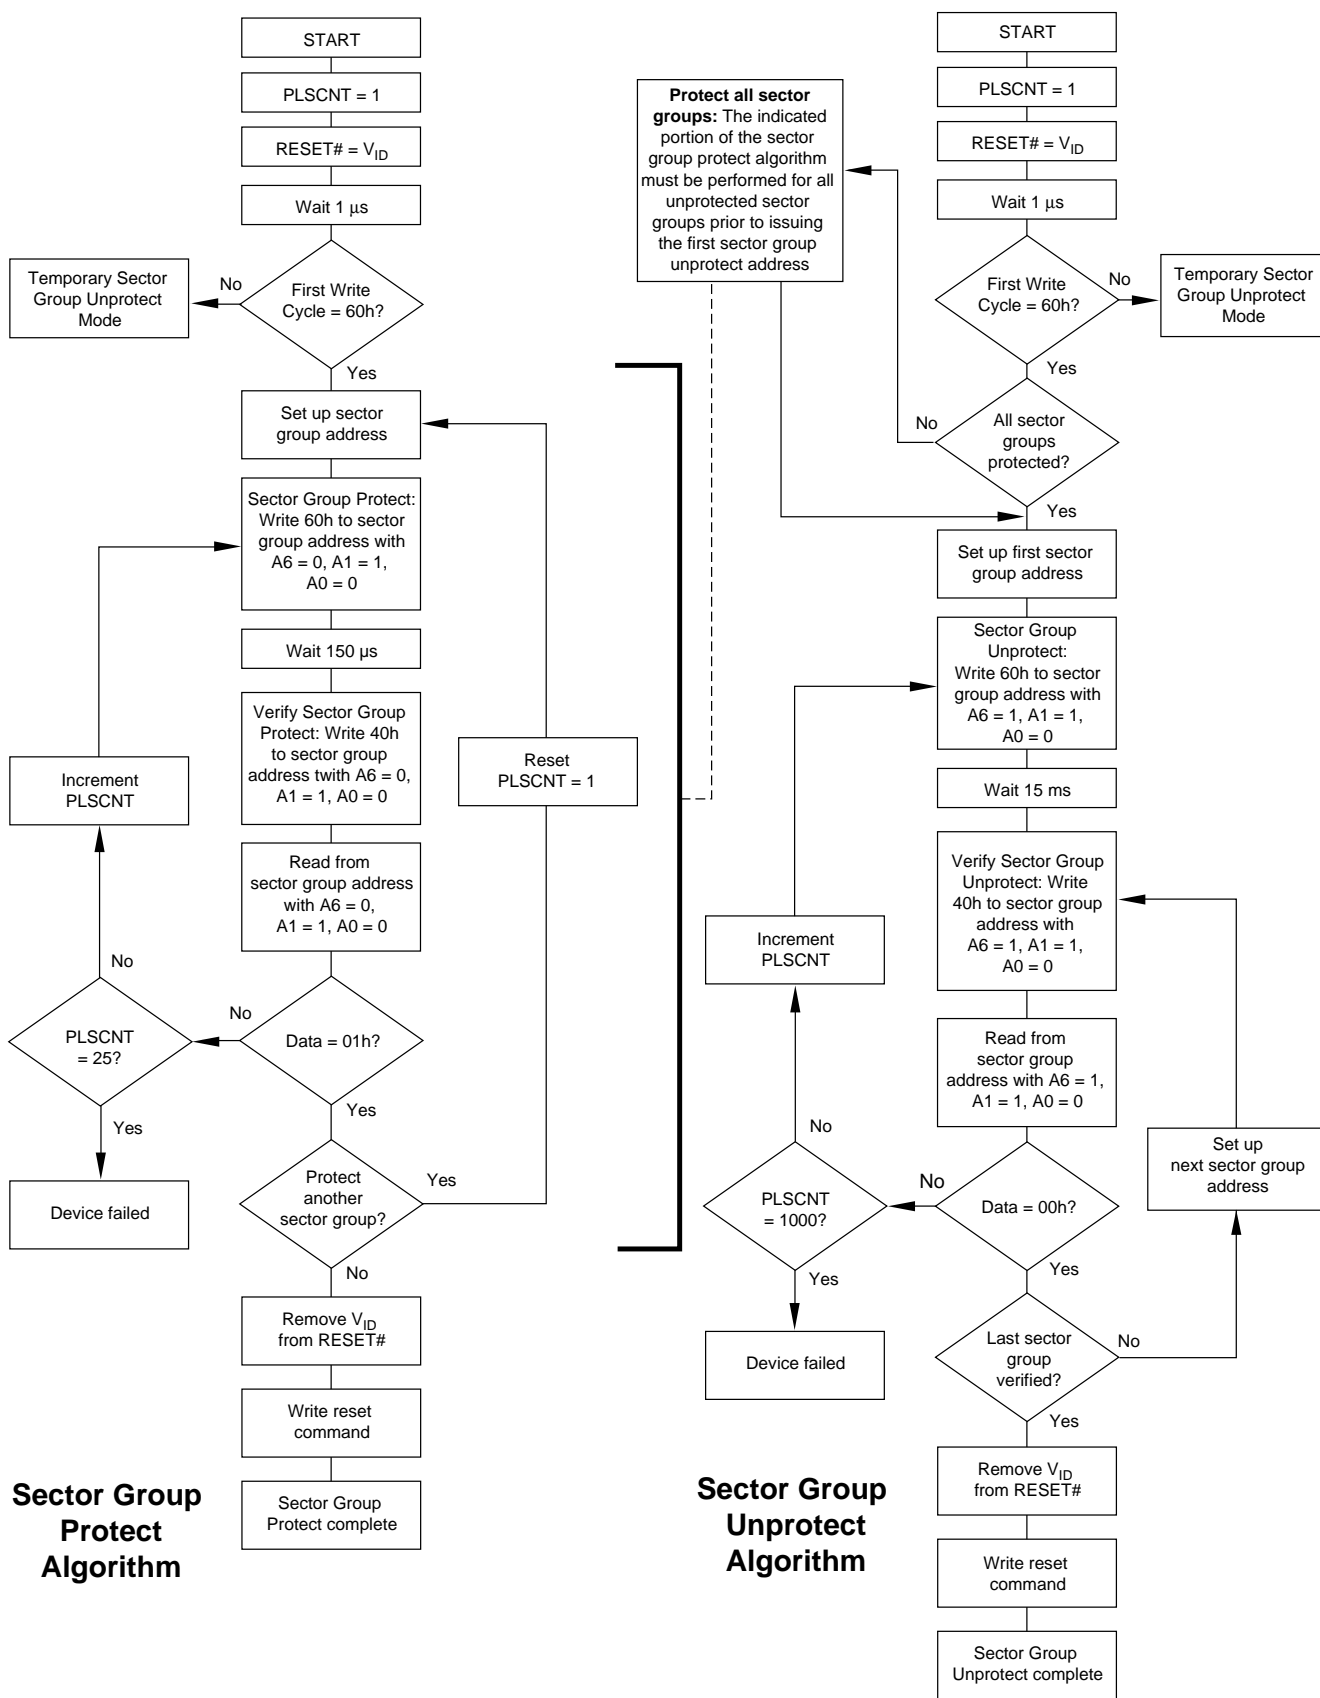 START
PLSCNT = 1
RESET# = VID
Wait 1 μs
First Write
Cycle = 60h?
No
Temporary Sector
Group Unprotect
Mode
Yes
Set up sector
group address
Sector Group Protect:
Write 60h to sector
group address with
A6 = 0, A1 = 1,
A0 = 0
Wait 150 µs
Verify Sector Group
Protect: Write 40h
to sector group
address twith A6 = 0,
A1 = 1, A0 = 0
Read from
sector group address
with A6 = 0,
A1 = 1, A0 = 0
Data = 01h?
No
PLSCNT
= 25?
No
Increment
PLSCNT
Yes
Device failed
Yes
Protect
another
sector group?
Yes
Reset
PLSCNT = 1
No
Remove VID
from RESET#
Write reset
command
Sector Group
Protect complete
Sector Group
Protect
Algorithm
Protect all sector
groups: The indicated
portion of the sector
group protect algorithm
must be performed for all
unprotected sector
groups prior to issuing
the first sector group
unprotect address
START
PLSCNT = 1
RESET# = VID
Wait 1 μs
First Write
Cycle = 60h?
No
Temporary Sector
Group Unprotect
Mode
Yes
All sector
groups
protected?
No
Yes
Set up first sector
group address
Sector Group
Unprotect:
Write 60h to sector
group address with
A6 = 1, A1 = 1,
A0 = 0
Wait 15 ms
Verify Sector Group
Unprotect: Write
40h to sector group
address with
A6 = 1, A1 = 1,
A0 = 0
Read from
sector group
address with A6 = 1,
A1 = 1, A0 = 0
Data = 00h?
No
PLSCNT
= 1000?
No
Increment
PLSCNT
Yes
Device failed
Yes
Last sector
group
verified?
No
Set up
next sector group
address
Yes
Remove VID
from RESET#
Write reset
command
Sector Group
Unprotect complete
Sector Group
Unprotect
Algorithm